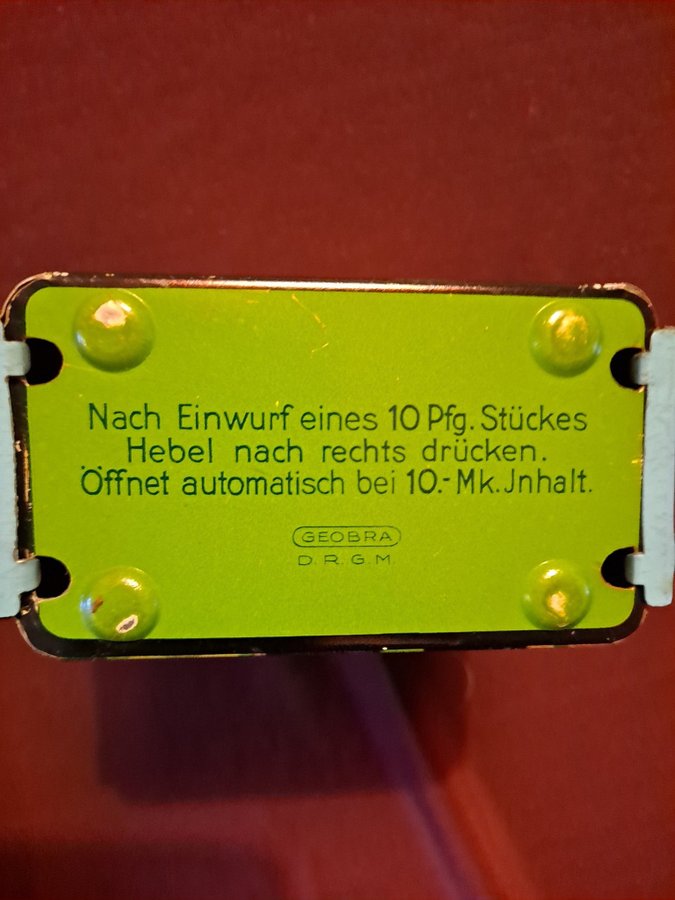 Nach Einwurf eines 10 Pfg. Stückes
Hebel nach rechts drücken.
Öffnet automatisch bei 10.- Mk. Jnhalt.
GEOBRA
D. R. G. M.